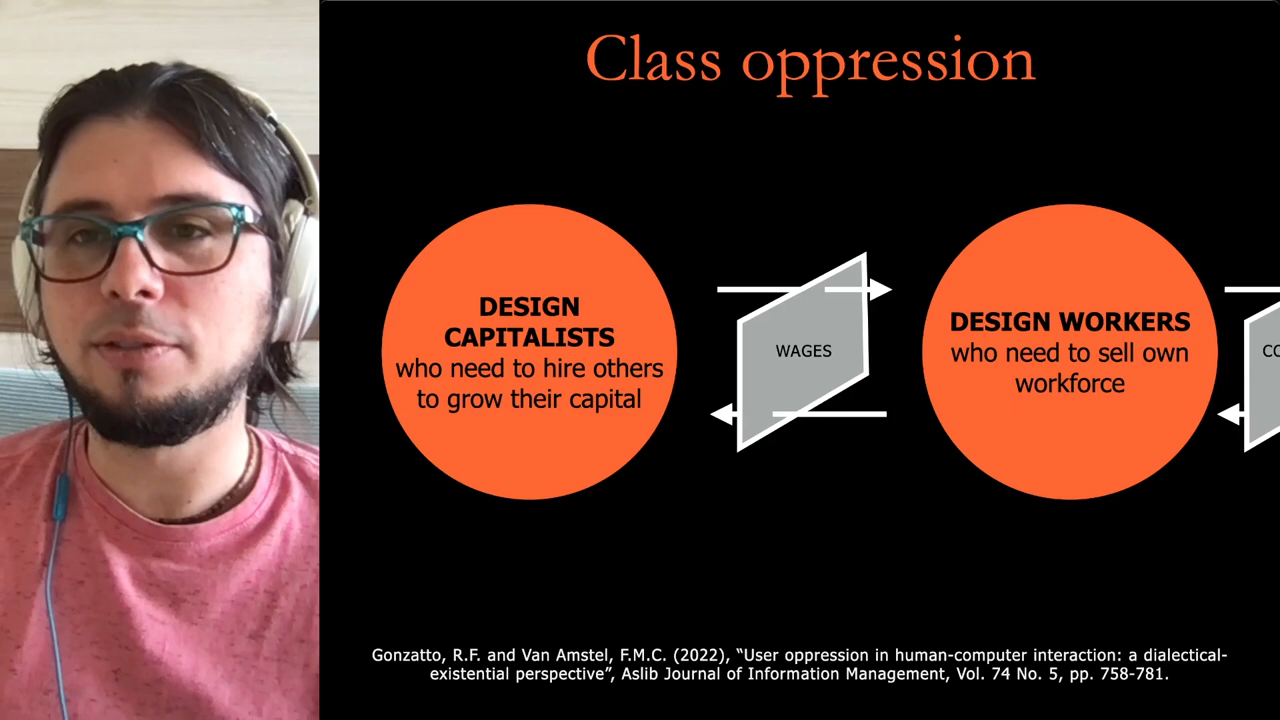 Class oppression
DESIGN
CAPITALISTS
who need to hire others
to grow their capital
WAGES
DESIGN WORKERS
who need to sell own
workforce
Gonzatto, R.F. and Van Amstel, F.M.C. (2022), “User oppression in human-computer interaction: a dialectical-
existential perspective”, Aslib Journal of Information Management, Vol. 74 No. 5, pp. 758-781.